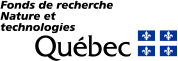 Fonds de recherche
Nature et
technologies
Québec